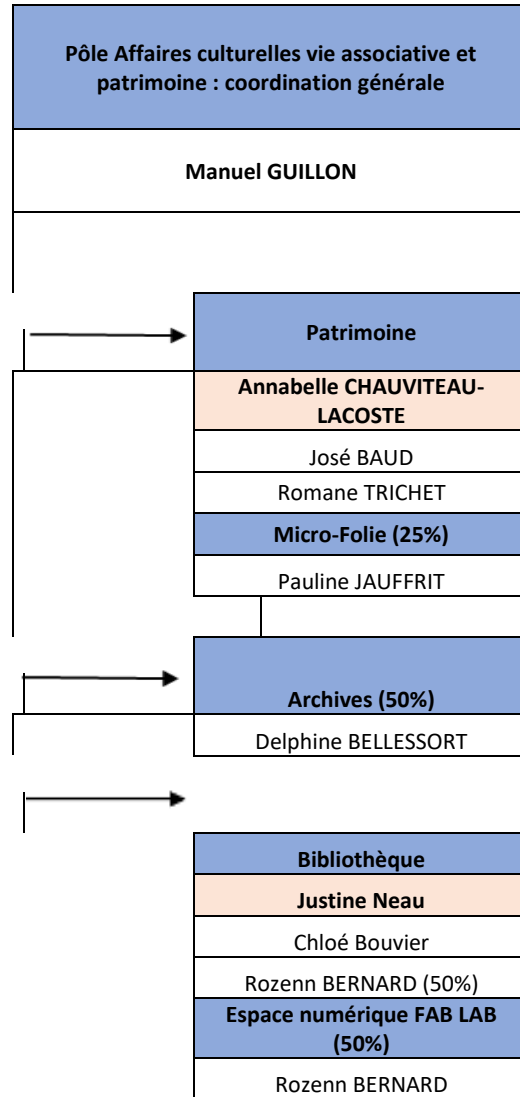 Pôle Affaires culturelles vie associative et
patrimoine : coordination générale
Manuel GUILLON
Patrimoine
Annabelle CHAUVITEAU-
LACOSTE
José BAUD
Romane TRICHET
Micro-Folie (25%)
Pauline JAUFFRIT
Archives (50%)
Delphine BELLESSORT
Bibliothèque
Justine Neau
Chloé Bouvier
Rozenn BERNARD (50%)
Espace numérique FAB LAB
(50%)
Rozenn BERNARD